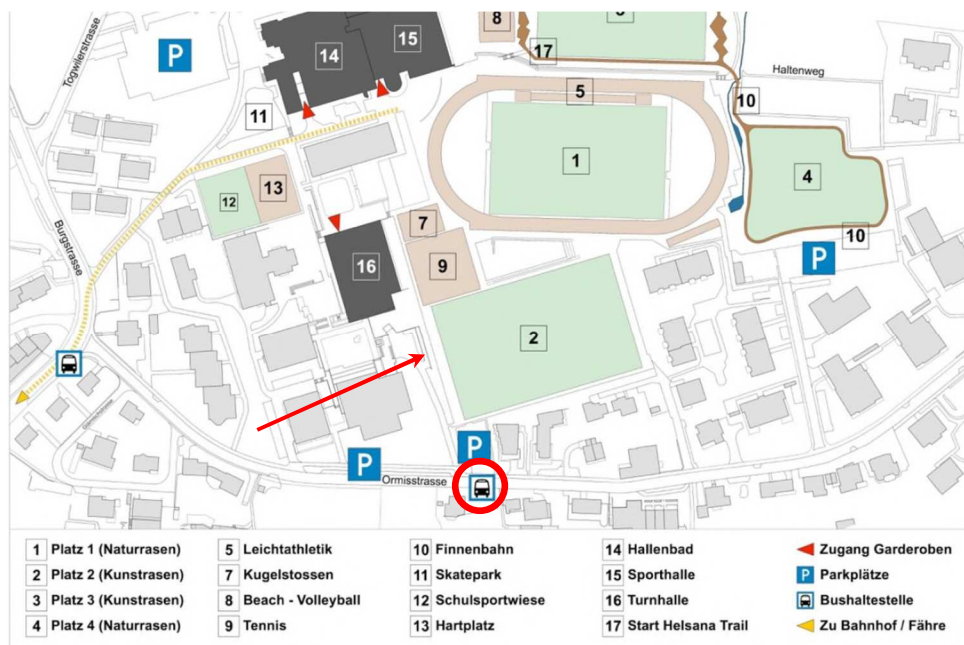 8
3
P
14
15
17
Togwilerstrasse
5
Haltenweg
10
11
1
4
13
12
7
10
Burgstrasse
16
9
P
2
P
P
Ormisstrasse
1 Platz 1 (Naturrasen)
2 Platz 2 (Kunstrasen)
3 Platz 3 (Kunstrasen)
4 Platz 4 (Naturrasen)
5 Leichtathletik
7 Kugelstossen
8 Beach - Volleyball
9 Tennis
10 Finnenbahn
11 Skatepark
12 Schulsportwiese
13 Hartplatz
14 Hallenbad
15 Sporthalle
16 Turnhalle
17 Start Helsana Trail
Zugang Garderoben
P Parkplätze
Bushaltestelle
Zu Bahnhof / Fähre